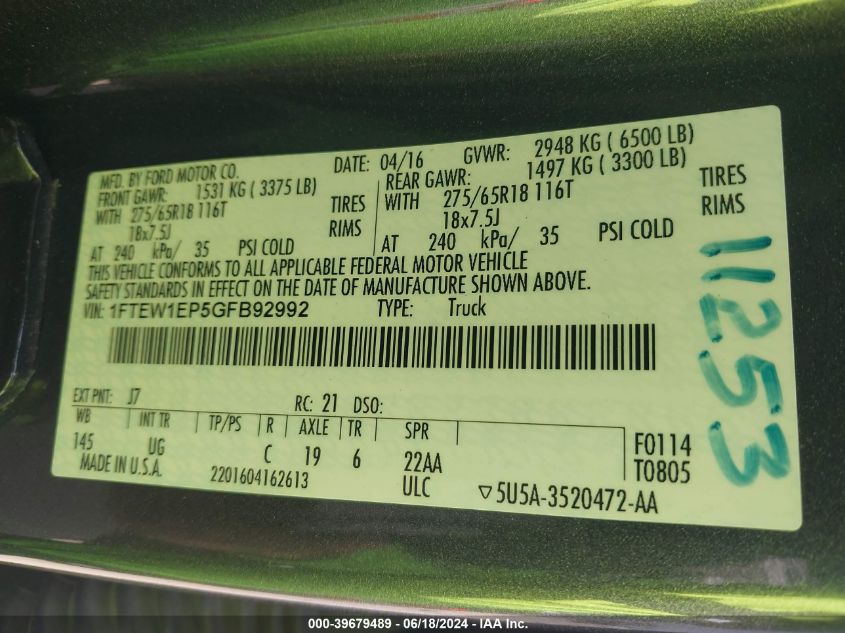 MFD. BY FORD MOTOR CO. DATE: 04/16 GVWR: 2948 KG ( 6500 LB)
FRONT GAWR: 1531 KG ( 3375 LB) REAR GAWR: 1497 KG ( 3300 LB)
WITH 275/65R18 116T TIRES WITH 275/65R18 116T TIRES
18x7.5J RIMS 18x7.5J RIMS
AT 240 kPa/ 35 PSI COLD AT 240 kPa/ 35 PSI COLD
THIS VEHICLE CONFORMS TO ALL APPLICABLE FEDERAL MOTOR VEHICLE
SAFETY STANDARDS IN EFFECT ON THE DATE OF MANUFACTURE SHOWN ABOVE.
VIN: 1FTEW1EP5GFB92992 TYPE: Truck
11253
EXT PNT: J7 RC: 21 DSO:
WB INT TR TP/PS R AXLE TR SPR
145 UG C 19 6 22AA F0114
MADE IN U.S.A. 2201604162613 ULC T0805
▽5U5A-3520472-AA
000-39679489 - 06/18/2024 - IAA Inc.